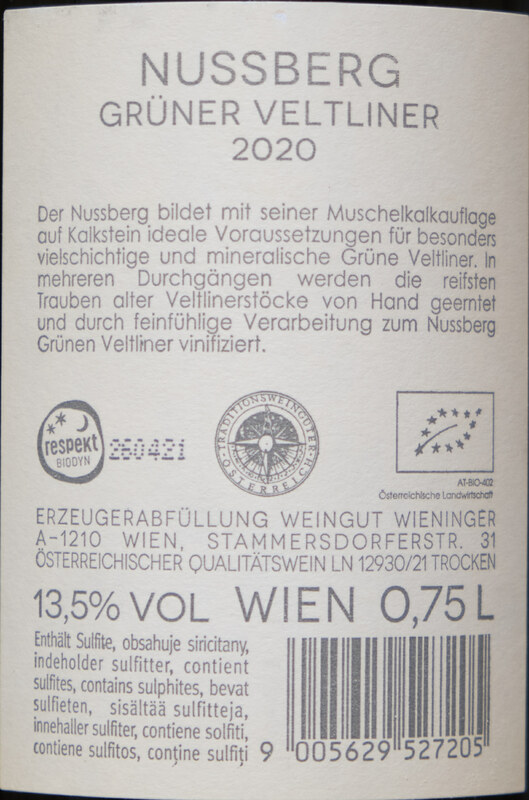 NUSSBERG
GRÜNER VELTLINER
2020
Der Nussberg bildet mit seiner Muschelkalkauflage
auf Kalkstein ideale Voraussetzungen für besonders
vielschichtige und mineralische Grüne Veltliner. In
mehreren Durchgängen werden die reifsten
Trauben alter Veltlinerstöcke von Hand geerntet
und durch feinfühlige Verarbeitung zum Nussberg
Grünen Veltliner vinifiziert.
respekt
BIODYN
260421
TRADITIONSWEINGÜTER
ÖSTERREICH
AT-BIO-402
Österreichische Landwirtschaft
ERZEUGERABFÜLLUNG WEINGUT WIENINGER
A-1210 WIEN, STAMMERSDORFERSTR. 31
ÖSTERREICHISCHER QUALITÄTSWEIN LN 12930/21 TROCKEN
13,5% VOL WIEN 0,75 L
Enthält Sulfite, obsahuje siricitany,
indeholder sulfitter, contient
sulfites, contains sulphites, bevat
sulfieten, sisältää sulfitteja,
innehaller sulfiter, contiene solfiti,
contiene sulfitos, conține sulfiți
9 005629 527205